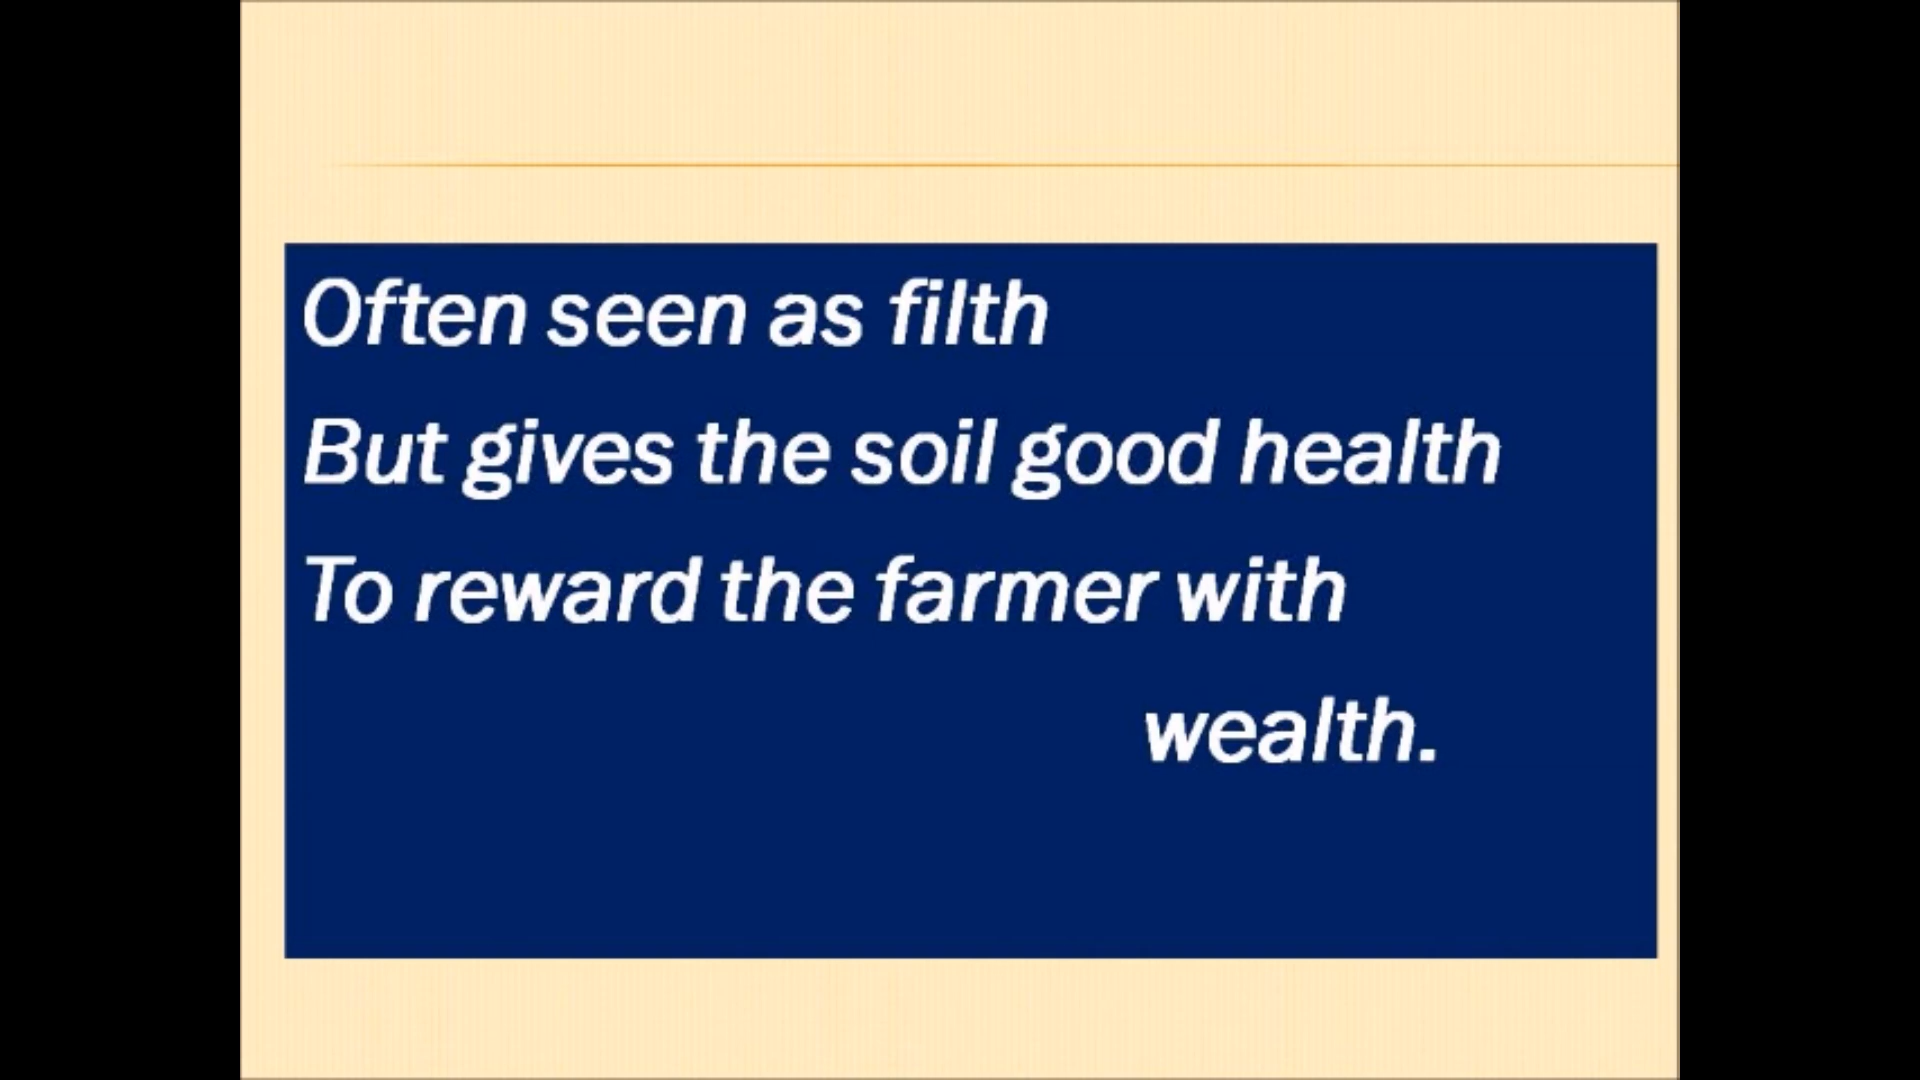 Often seen as filth
But gives the soil good health
To reward the farmer with
wealth.